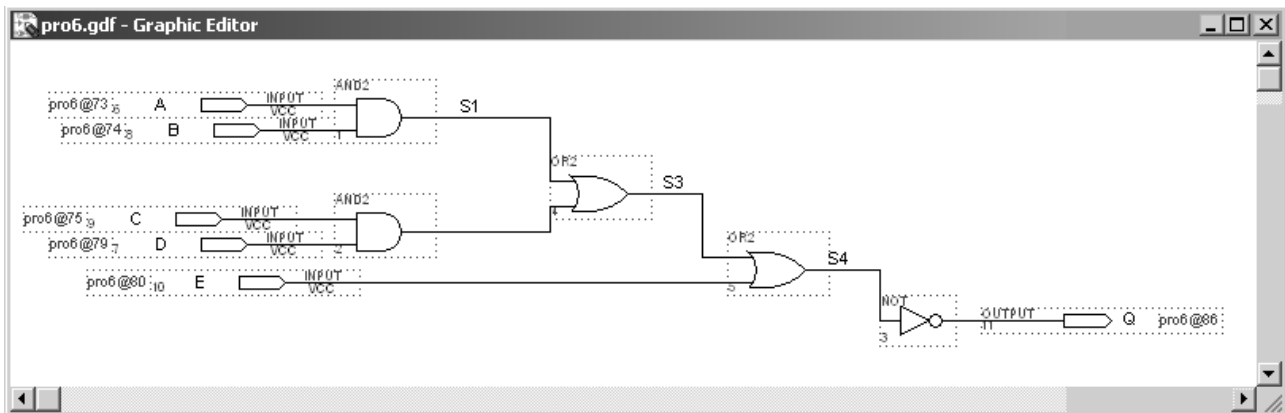 pro6.gdf - Graphic Editor
AND2
pro6@73 6 A INPUT VCC S1
pro6@74 8 B INPUT VCC 1
OR2
S3
AND2
4
pro6@75 9 C INPUT VCC
pro6@79 7 D INPUT VCC 2
OR2
S4
pro6@80 10 E INPUT VCC 5
NOT
OUTPUT
11 Q pro6@86
3